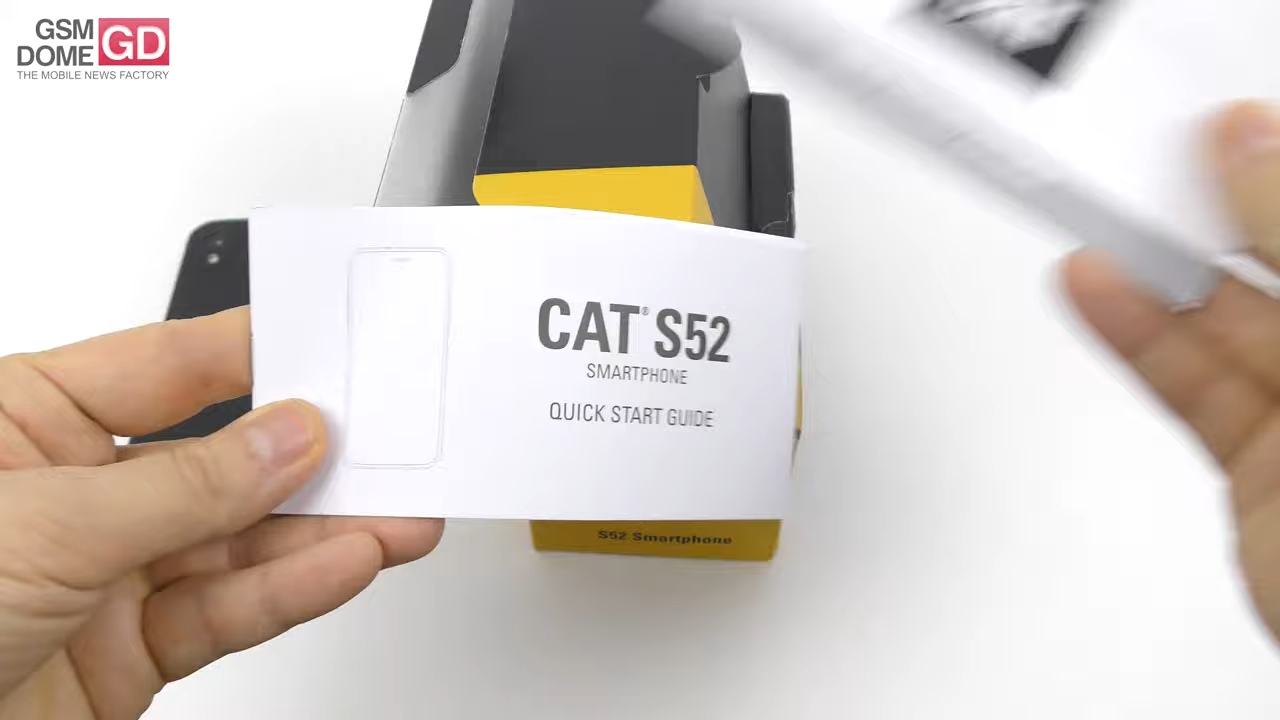 GSM
DOME GD
THE MOBILE NEWS FACTORY
CAT® S52
SMARTPHONE
QUICK START GUIDE
S52 Smartphone